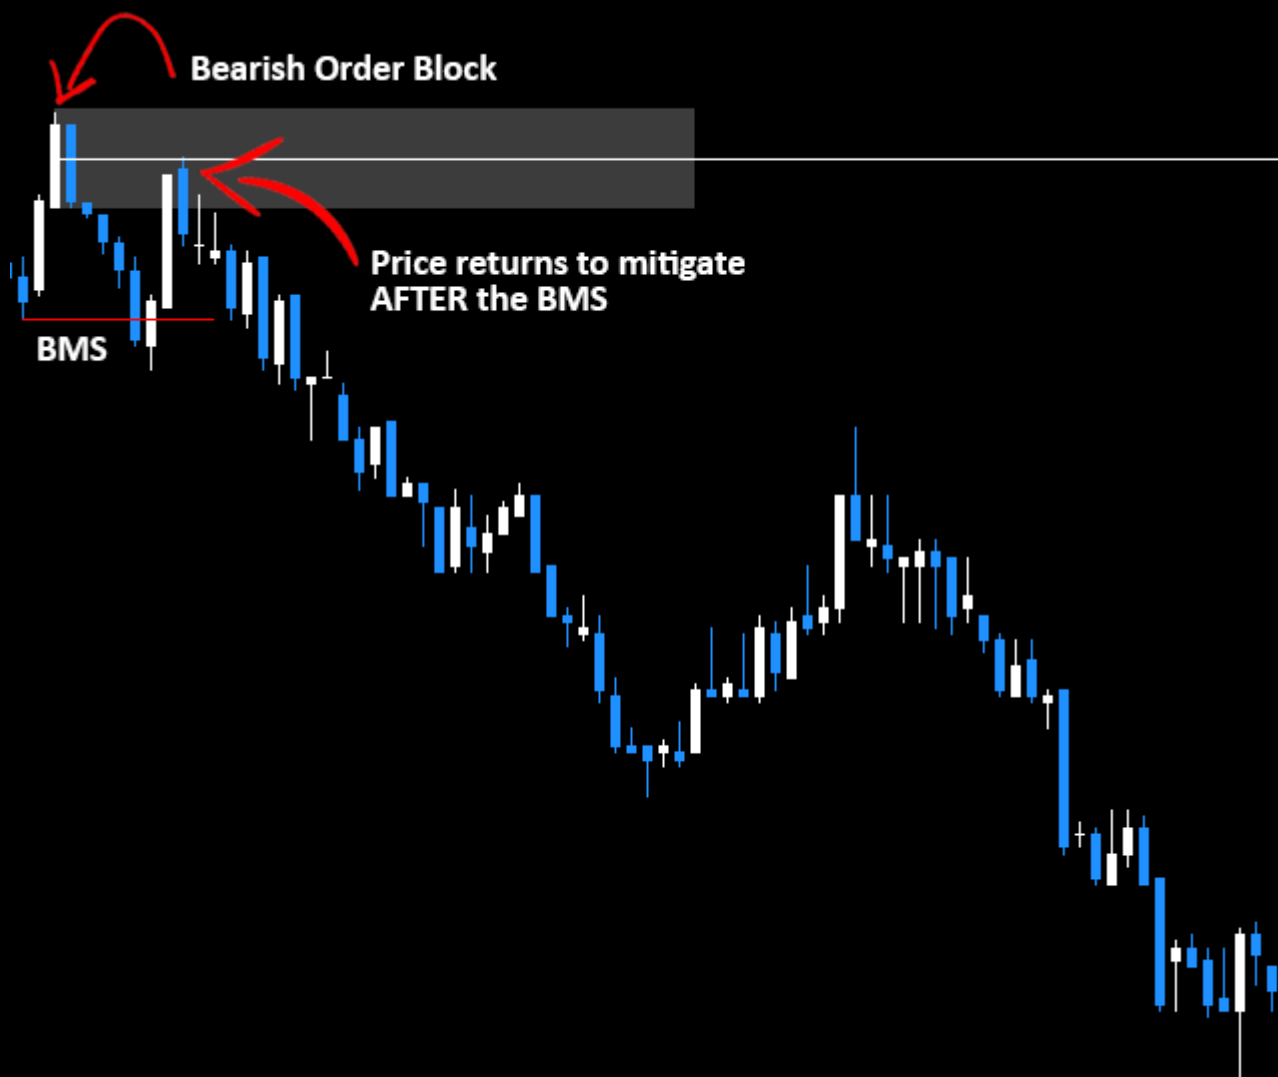 Bearish Order Block
Price returns to mitigate
AFTER the BMS
BMS